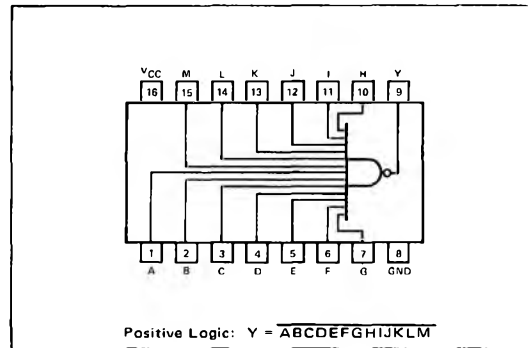 VCC M L K J I H Y
16 15 14 13 12 11 10 9
1 2 3 4 5 6 7 8
A B C D E F G GND
Positive Logic: Y = ABCDEFGHIJKLM